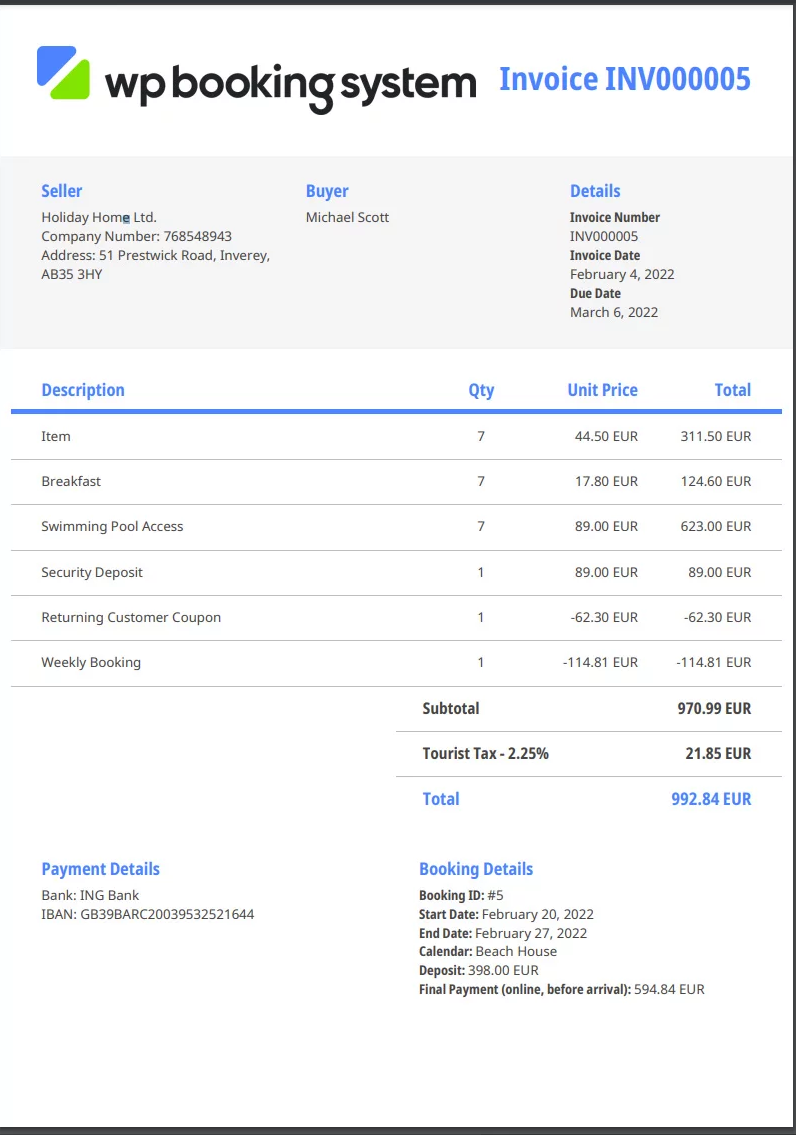 wp booking system
Invoice INV000005
Seller
Holiday Home Ltd.
Company Number: 768548943
Address: 51 Prestwick Road, Inverey,
AB35 3HY
Buyer
Michael Scott
Details
Invoice Number
INV000005
Invoice Date
February 4, 2022
Due Date
March 6, 2022
Description Qty Unit Price Total
Item 7 44.50 EUR 311.50 EUR
Breakfast 7 17.80 EUR 124.60 EUR
Swimming Pool Access 7 89.00 EUR 623.00 EUR
Security Deposit 1 89.00 EUR 89.00 EUR
Returning Customer Coupon 1 -62.30 EUR -62.30 EUR
Weekly Booking 1 -114.81 EUR -114.81 EUR
Subtotal 970.99 EUR
Tourist Tax - 2.25% 21.85 EUR
Total 992.84 EUR
Payment Details
Bank: ING Bank
IBAN: GB39BARC20039532521644
Booking Details
Booking ID: #5
Start Date: February 20, 2022
End Date: February 27, 2022
Calendar: Beach House
Deposit: 398.00 EUR
Final Payment (online, before arrival): 594.84 EUR